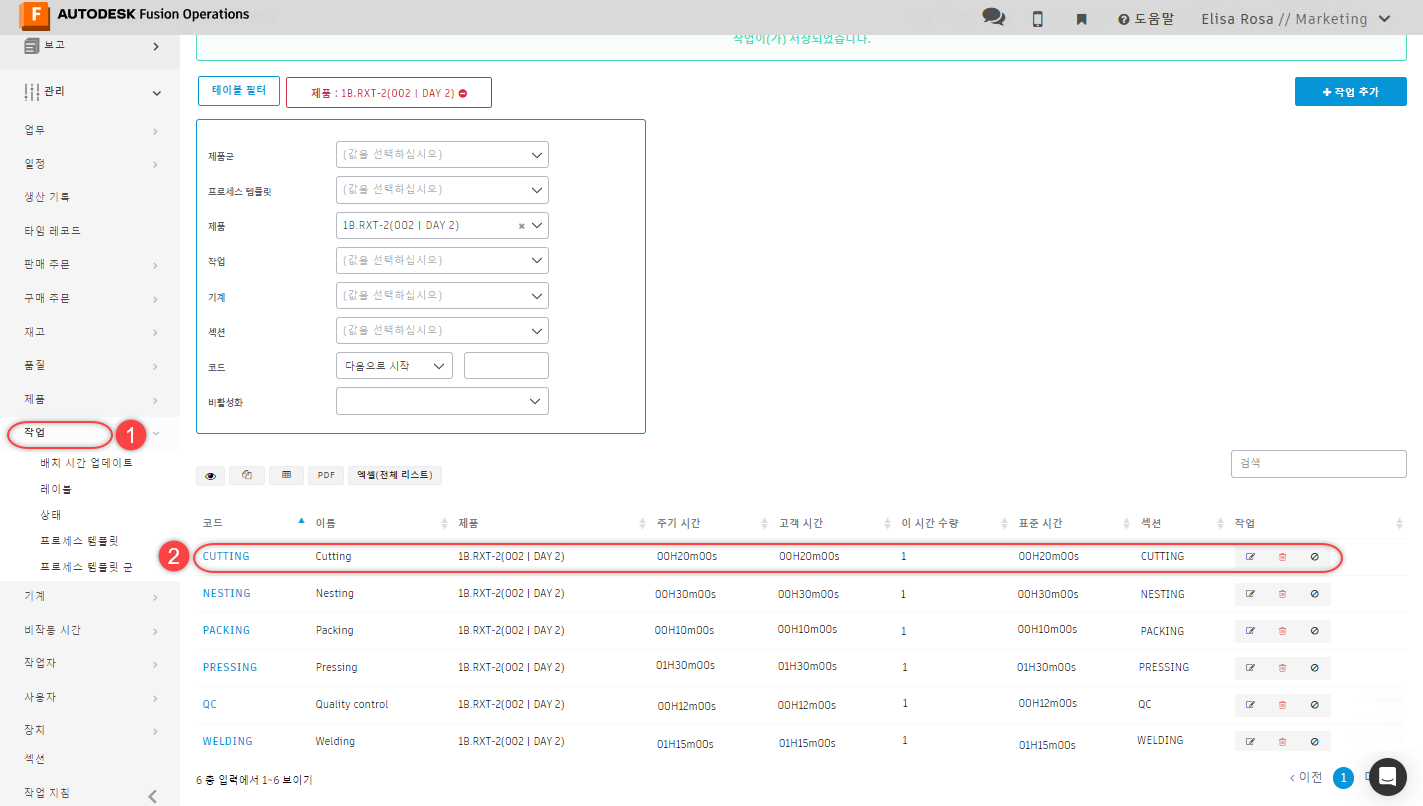 AUTODESK Fusion Operations
도움말 Elisa Rosa // Marketing
보고
관리
업무
일정
생산 기록
타임 레코드
판매 주문
구매 주문
재고
품질
제품
작업 1
배치 시간 업데이트
레이블
상태
프로세스 템플릿
프로세스 템플릿 군
기계
비작동 시간
작업자
사용자
장치
섹션
작업 지침
작업이(가) 저장되었습니다.
테이블 필터 제품 : 1B.RXT-2(002 | DAY 2) + 작업 추가
제품군 (값을 선택하십시오)
프로세스 템플릿 (값을 선택하십시오)
제품 1B.RXT-2(002 | DAY 2) ×
작업 (값을 선택하십시오)
기계 (값을 선택하십시오)
섹션 (값을 선택하십시오)
코드 다음으로 시작
비활성화
PDF 엑셀(전체 리스트) 검색
코드 이름 제품 주기 시간 고객 시간 이 시간 수량 표준 시간 섹션 작업
2 CUTTING Cutting 1B.RXT-2(002 | DAY 2) 00H20m00s 00H20m00s 1 00H20m00s CUTTING
NESTING Nesting 1B.RXT-2(002 | DAY 2) 00H30m00s 00H30m00s 1 00H30m00s NESTING
PACKING Packing 1B.RXT-2(002 | DAY 2) 00H10m00s 00H10m00s 1 00H10m00s PACKING
PRESSING Pressing 1B.RXT-2(002 | DAY 2) 01H30m00s 01H30m00s 1 01H30m00s PRESSING
QC Quality control 1B.RXT-2(002 | DAY 2) 00H12m00s 00H12m00s 1 00H12m00s QC
WELDING Welding 1B.RXT-2(002 | DAY 2) 01H15m00s 01H15m00s 1 01H15m00s WELDING
6 중 입력에서 1~6 보이기 ‹ 이전 1